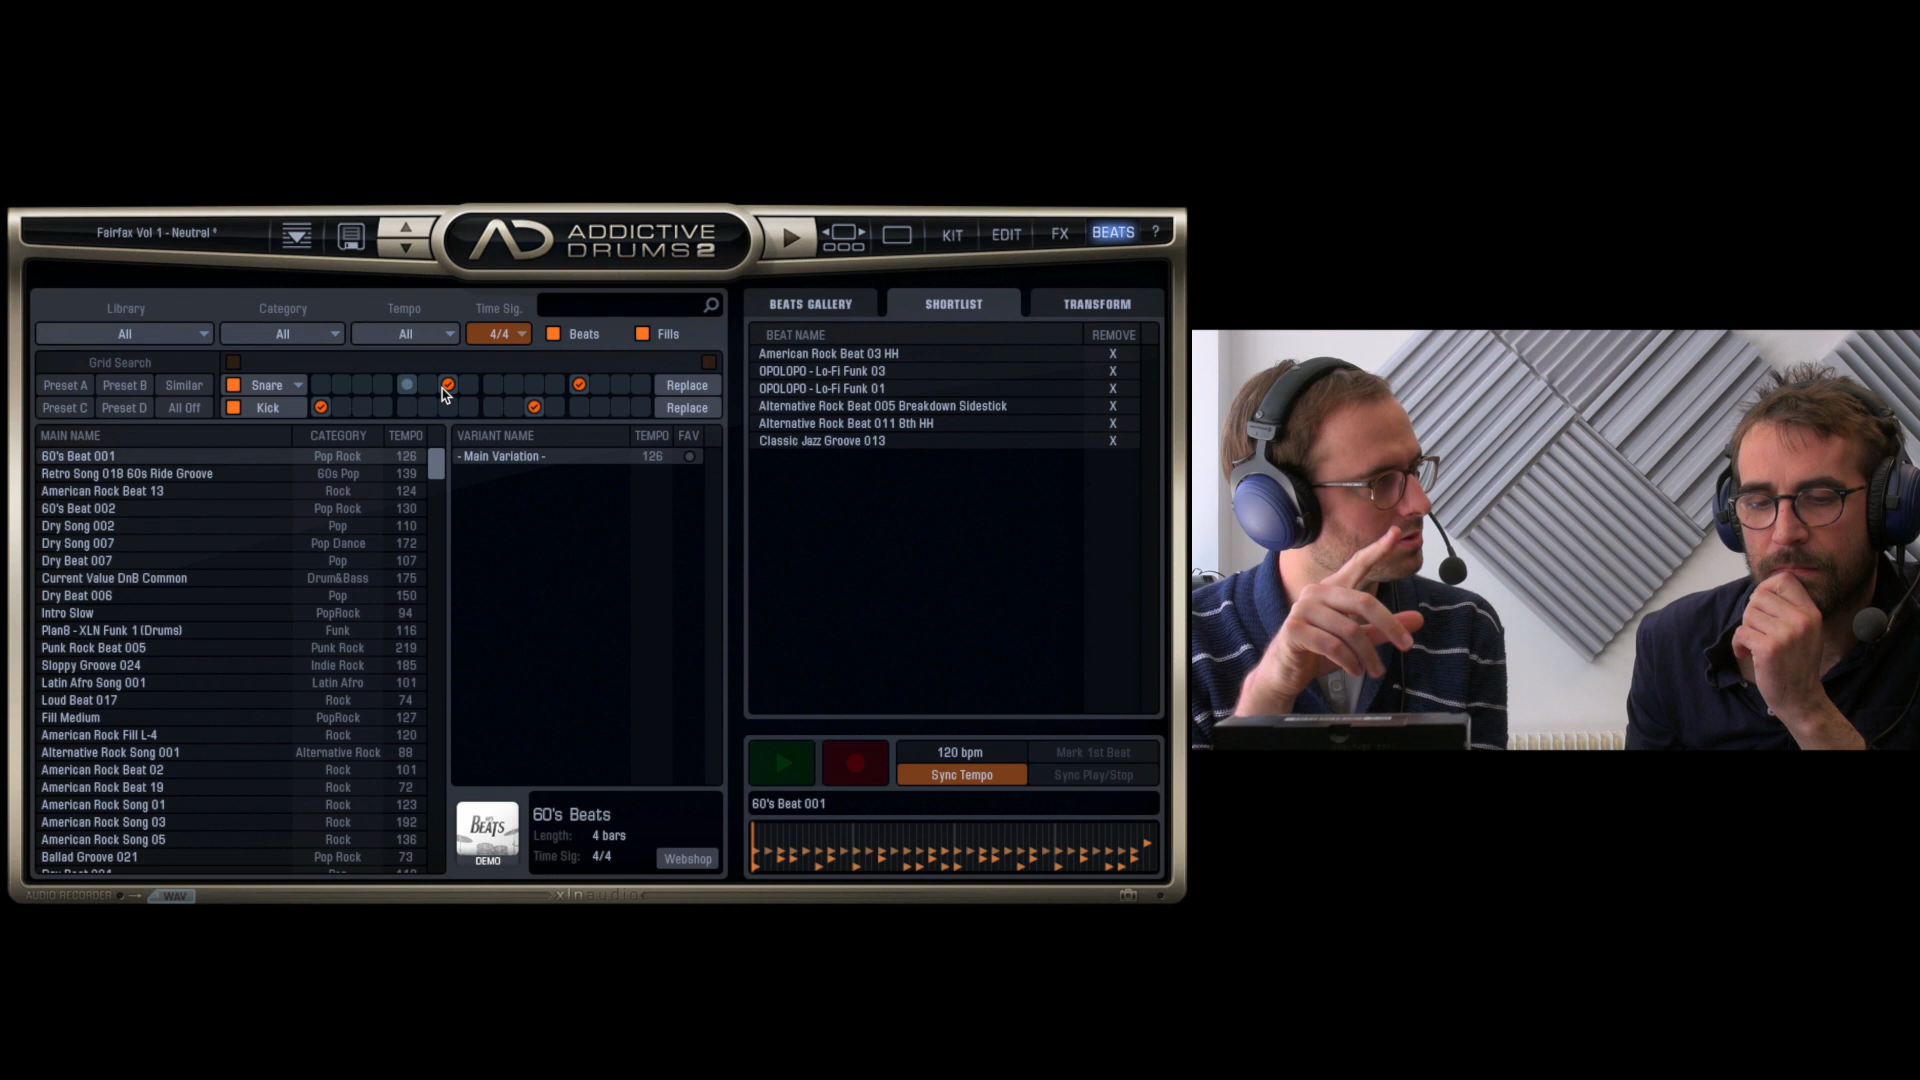 Fairfax Vol 1 - Neutral *
ADDICTIVE
DRUMS 2
KIT
EDIT
FX
BEATS
?
Library
Category
Tempo
Time Sig.
All
All
All
4/4
Beats
Fills
Grid Search
Preset A
Preset B
Similar
Snare
Replace
Preset C
Preset D
All Off
Kick
Replace
MAIN NAME CATEGORY TEMPO
60's Beat 001 Pop Rock 126
Retro Song 018 60s Ride Groove 60s Pop 139
American Rock Beat 13 Rock 124
60's Beat 002 Pop Rock 130
Dry Song 002 Pop 110
Dry Song 007 Pop Dance 172
Dry Beat 007 Pop 107
Current Value DnB Common Drum&Bass 175
Dry Beat 006 Pop 150
Intro Slow PopRock 94
Plan8 - XLN Funk 1 (Drums) Funk 116
Punk Rock Beat 005 Punk Rock 219
Sloppy Groove 024 Indie Rock 185
Latin Afro Song 001 Latin Afro 101
Loud Beat 017 Rock 74
Fill Medium PopRock 127
American Rock Fill L-4 Rock 120
Alternative Rock Song 001 Alternative Rock 88
American Rock Beat 02 Rock 101
American Rock Beat 19 Rock 72
American Rock Song 01 Rock 123
American Rock Song 03 Rock 192
American Rock Song 05 Rock 136
Ballad Groove 021 Pop Rock 73
VARIANT NAME TEMPO FAV
- Main Variation - 126
BEATS
DEMO
60's Beats
Length: 4 bars
Time Sig: 4/4
Webshop
BEATS GALLERY
SHORTLIST
TRANSFORM
BEAT NAME REMOVE
American Rock Beat 03 HH X
OPOLOPO - Lo-Fi Funk 03 X
OPOLOPO - Lo-Fi Funk 01 X
Alternative Rock Beat 005 Breakdown Sidestick X
Alternative Rock Beat 011 8th HH X
Classic Jazz Groove 013 X
120 bpm
Mark 1st Beat
Sync Tempo
Sync Play/Stop
60's Beat 001
AUDIO RECORDER
WAV
xlnaudio